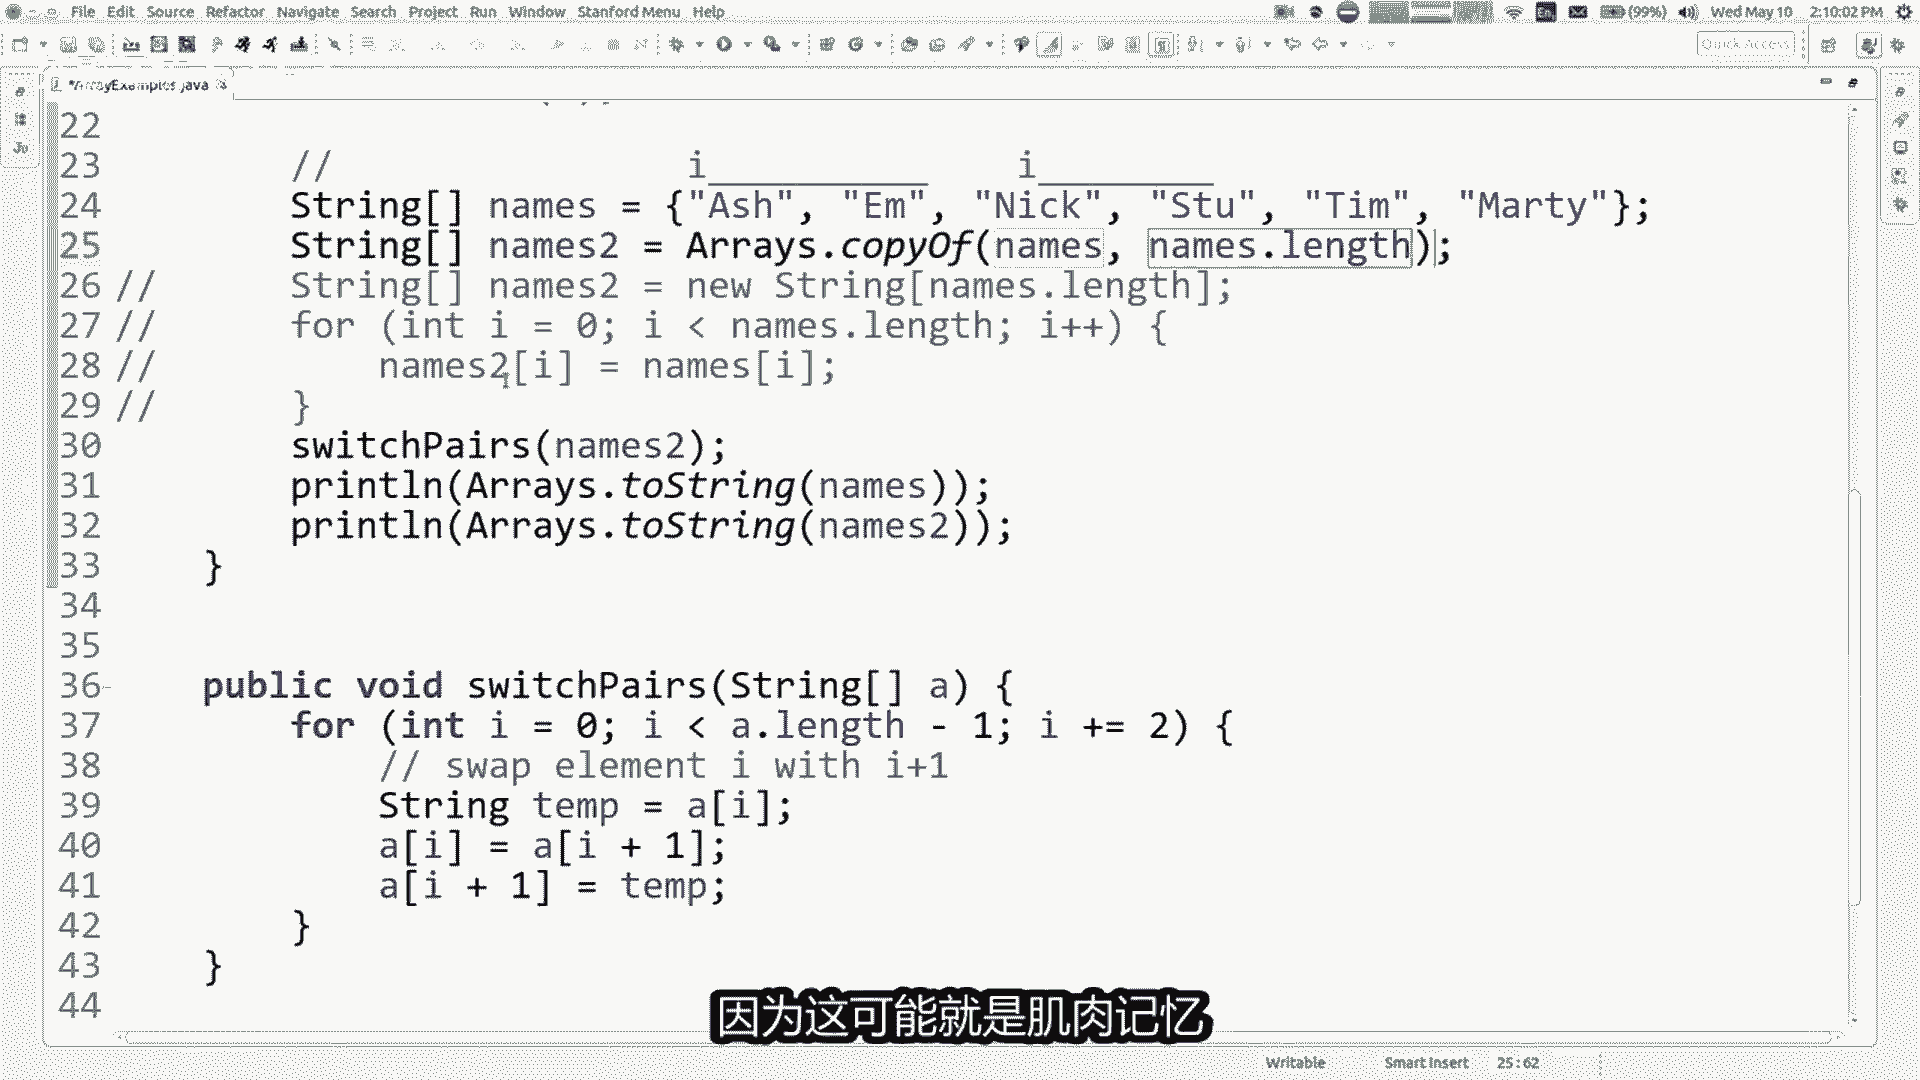 File Edit Source Refactor Navigate Search Project Run Window Stanford Menu Help
En (99%) Wed May 10 2:10:02 PM
Quick Access
*ArrayExamples.java
22
23 // i__________ i________
24 String[] names = {"Ash", "Em", "Nick", "Stu", "Tim", "Marty"};
25 String[] names2 = Arrays.copyOf(names, names.length);
26 // String[] names2 = new String[names.length];
27 // for (int i = 0; i < names.length; i++) {
28 // names2[i] = names[i];
29 // }
30 switchPairs(names2);
31 println(Arrays.toString(names));
32 println(Arrays.toString(names2));
33 }
34
35
36 public void switchPairs(String[] a) {
37 for (int i = 0; i < a.length - 1; i += 2) {
38 // swap element i with i+1
39 String temp = a[i];
40 a[i] = a[i + 1];
41 a[i + 1] = temp;
42 }
43 }
44
因为这可能就是肌肉记忆
Writable Smart Insert 25:62